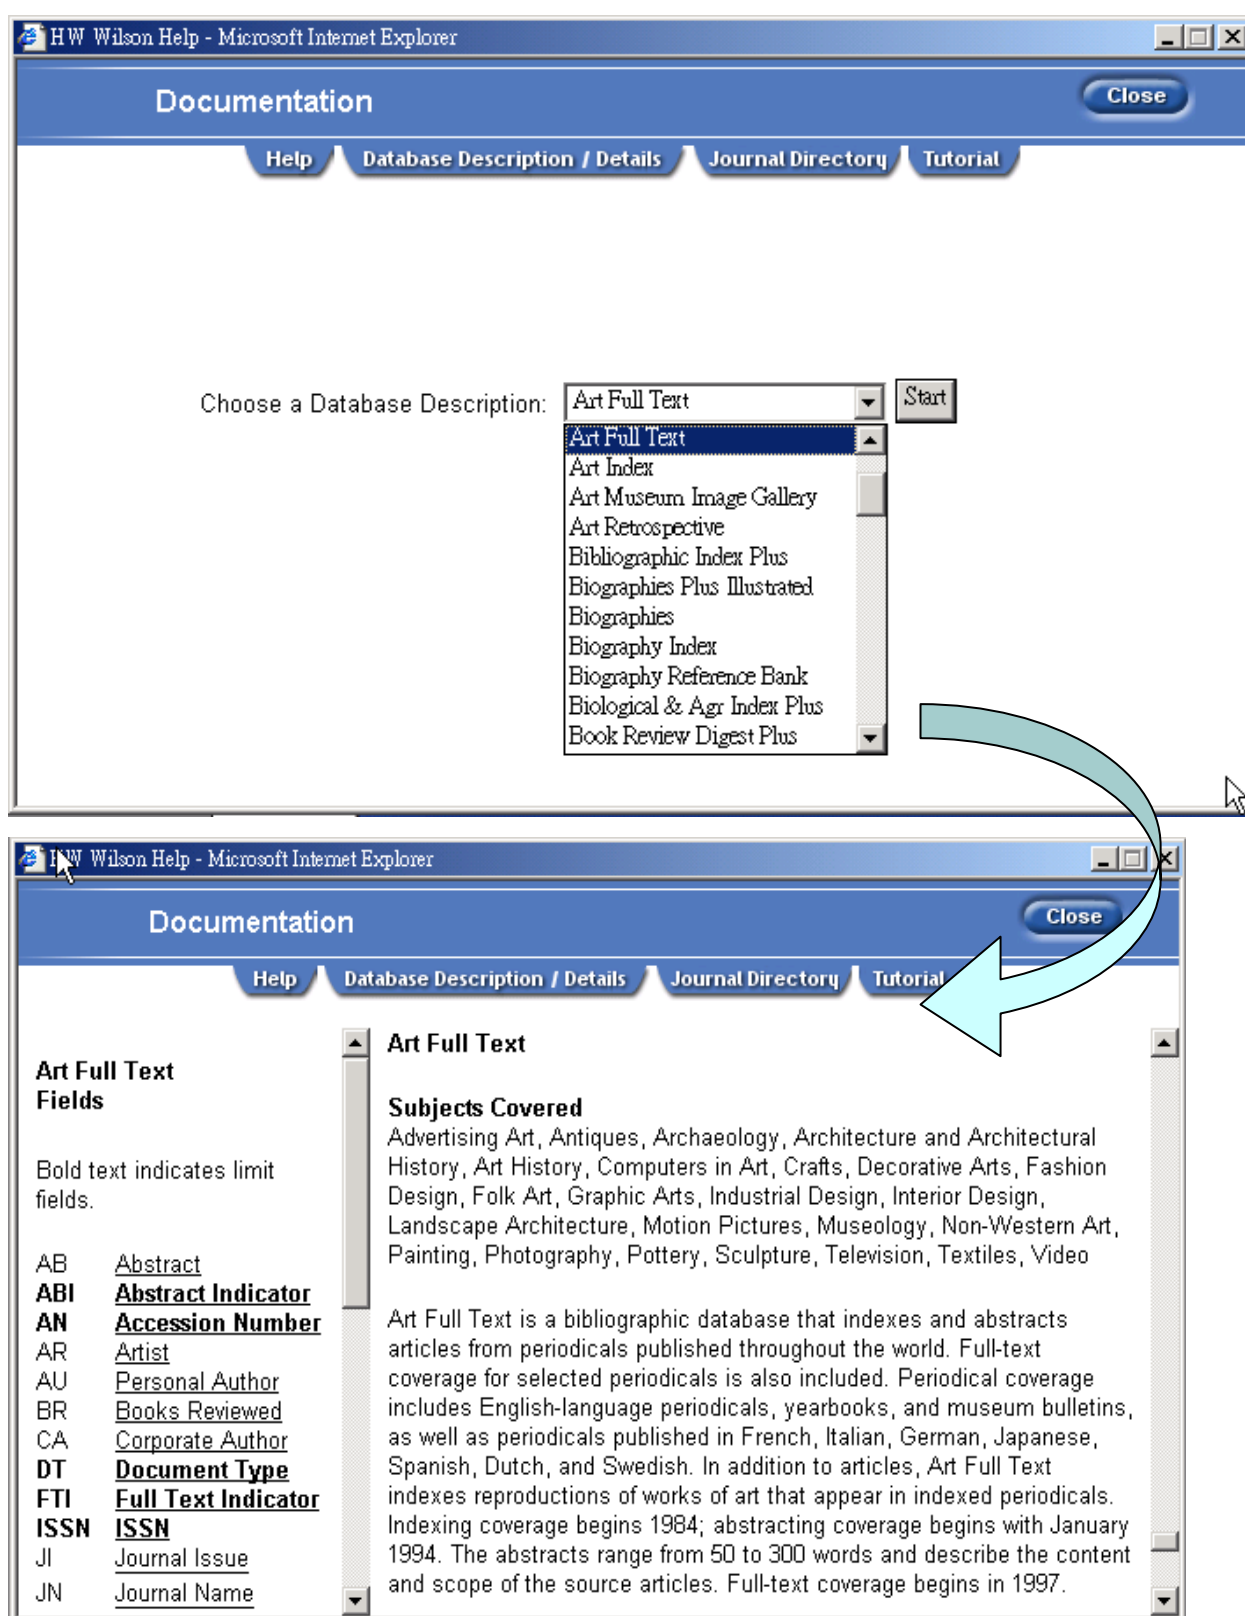 HW Wilson Help - Microsoft Internet Explorer
Documentation
Close
Help Database Description / Details Journal Directory Tutorial
Choose a Database Description: Art Full Text Start
Art Full Text
Art Index
Art Museum Image Gallery
Art Retrospective
Bibliographic Index Plus
Biographies Plus Illustrated
Biographies
Biography Index
Biography Reference Bank
Biological & Agr Index Plus
Book Review Digest Plus
HW Wilson Help - Microsoft Internet Explorer
Documentation
Close
Help Database Description / Details Journal Directory Tutorial
Art Full Text
Fields
Bold text indicates limit
fields.
AB Abstract
ABI Abstract Indicator
AN Accession Number
AR Artist
AU Personal Author
BR Books Reviewed
CA Corporate Author
DT Document Type
FTI Full Text Indicator
ISSN ISSN
JI Journal Issue
JN Journal Name
Art Full Text
Subjects Covered
Advertising Art, Antiques, Archaeology, Architecture and Architectural
History, Art History, Computers in Art, Crafts, Decorative Arts, Fashion
Design, Folk Art, Graphic Arts, Industrial Design, Interior Design,
Landscape Architecture, Motion Pictures, Museology, Non-Western Art,
Painting, Photography, Pottery, Sculpture, Television, Textiles, Video
Art Full Text is a bibliographic database that indexes and abstracts
articles from periodicals published throughout the world. Full-text
coverage for selected periodicals is also included. Periodical coverage
includes English-language periodicals, yearbooks, and museum bulletins,
as well as periodicals published in French, Italian, German, Japanese,
Spanish, Dutch, and Swedish. In addition to articles, Art Full Text
indexes reproductions of works of art that appear in indexed periodicals.
Indexing coverage begins 1984; abstracting coverage begins with January
1994. The abstracts range from 50 to 300 words and describe the content
and scope of the source articles. Full-text coverage begins in 1997.